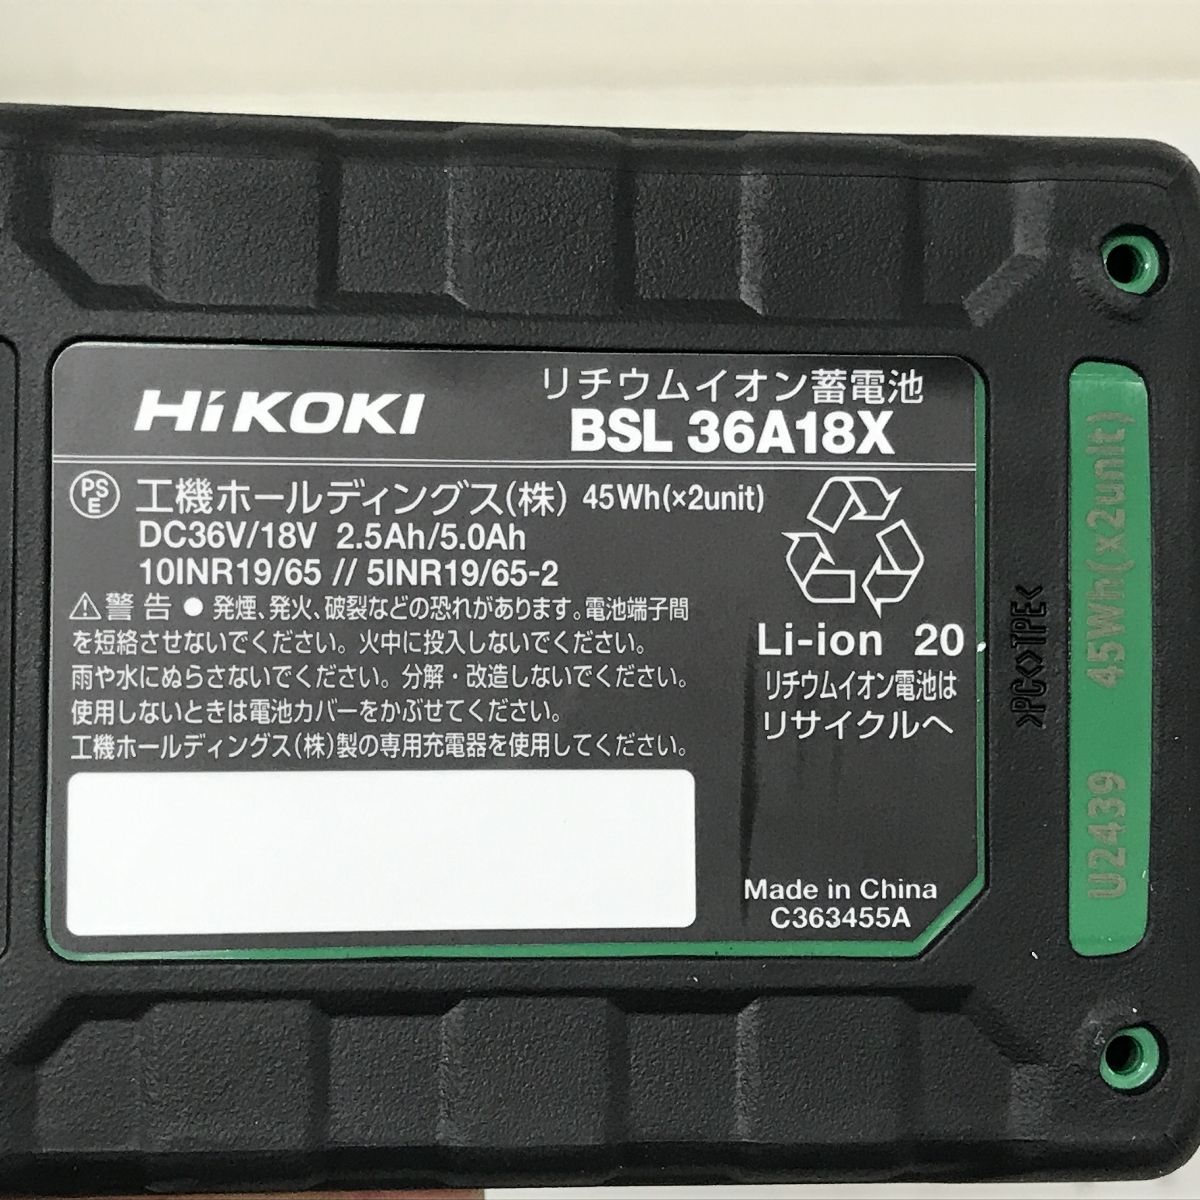 HiKOKI
リチウムイオン蓄電池
BSL 36A18X
PS
E
工機ホールディングス(株) 45Wh(×2unit)
DC36V/18V 2.5Ah/5.0Ah
10INR19/65 // 5INR19/65-2
⚠警告 ● 発煙、発火、破裂などの恐れがあります。電池端子間
を短絡させないでください。火中に投入しないでください。
雨や水にぬらさないでください。分解・改造しないでください。
使用しないときは電池カバーをかぶせてください。
工機ホールディングス(株)製の専用充電器を使用してください。
Li-ion 20
リチウムイオン電池は
リサイクルへ
Made in China
C363455A
>PC<>TPE<
U2439 45Wh(x2unit)